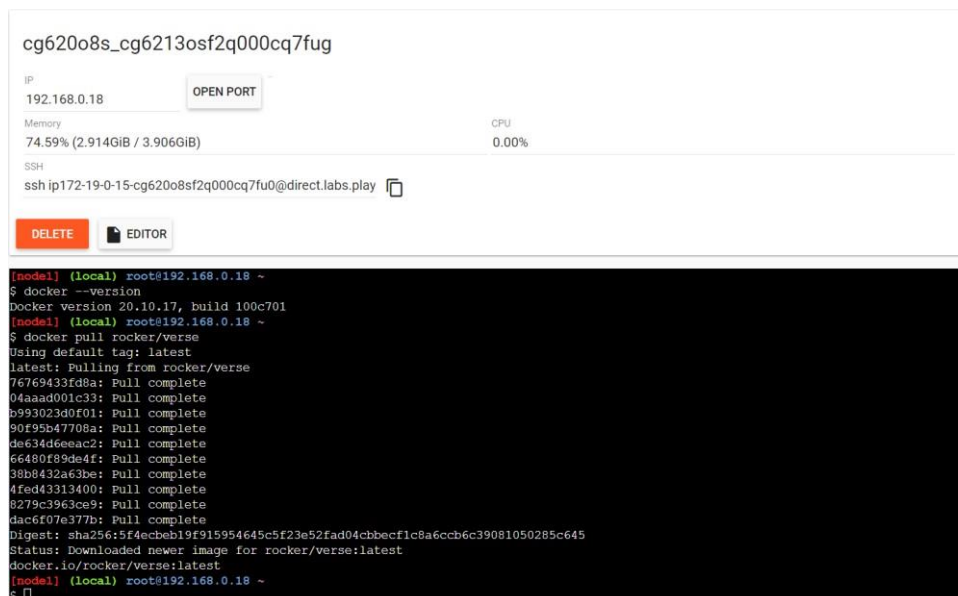 cg620o8s_cg6213osf2q000cq7fug
IP
192.168.0.18
OPEN PORT
Memory
74.59% (2.914GiB / 3.906GiB)
CPU
0.00%
SSH
ssh ip172-19-0-15-cg620o8sf2q000cq7fu0@direct.labs.play
DELETE
EDITOR
[node1] (local) root@192.168.0.18 ~
$ docker --version
Docker version 20.10.17, build 100c701
[node1] (local) root@192.168.0.18 ~
$ docker pull rocker/verse
Using default tag: latest
latest: Pulling from rocker/verse
76769433fd8a: Pull complete
04aaad001c33: Pull complete
b993023d0f01: Pull complete
90f95b47708a: Pull complete
de634d6eeac2: Pull complete
66480f89de4f: Pull complete
38b8432a63be: Pull complete
4fed43313400: Pull complete
8279c3963ce9: Pull complete
dac6f07e377b: Pull complete
Digest: sha256:5f4ecbeb19f915954645c5f23e52fad04cbbecf1c8a6ccb6c39081050285c645
Status: Downloaded newer image for rocker/verse:latest
docker.io/rocker/verse:latest
[node1] (local) root@192.168.0.18 ~
$